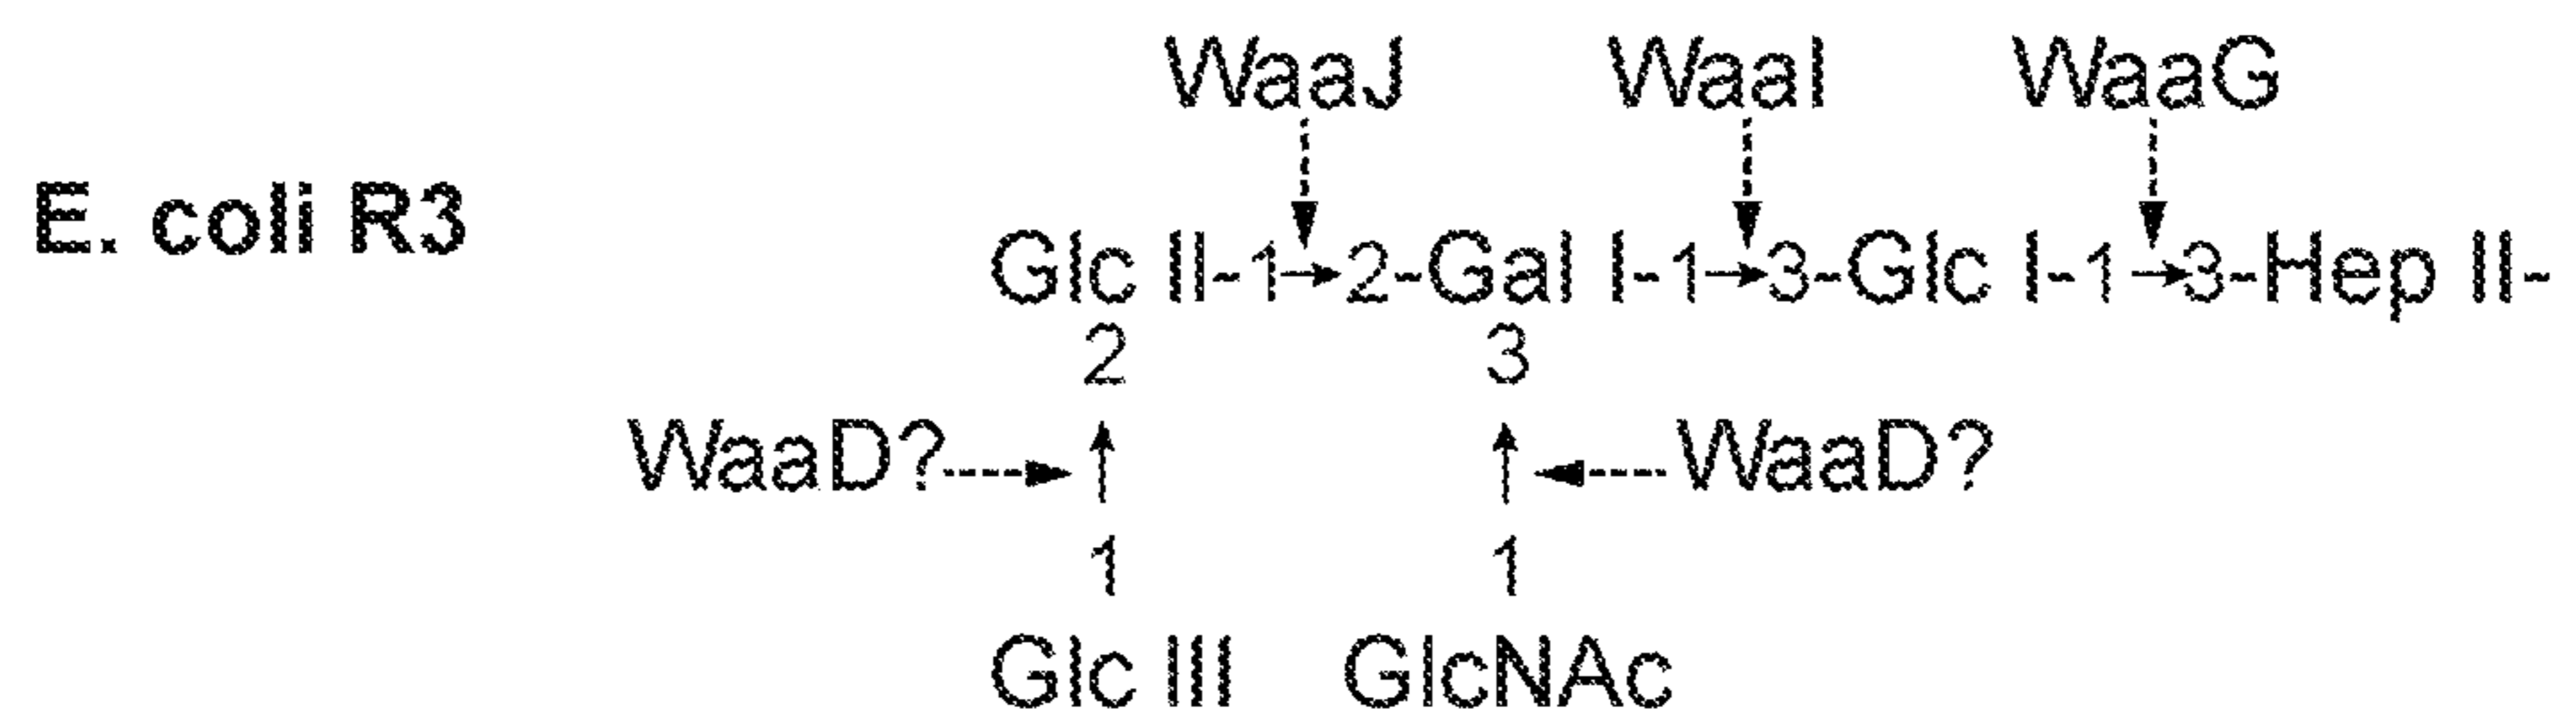 WaaJ WaaI WaaG
E. coli R3
Glc II-1→2-Gal I-1→3-Glc I-1→3-Hep II-
2 3
WaaD? ↑ ↑ WaaD?
1 1
Glc III GlcNAc